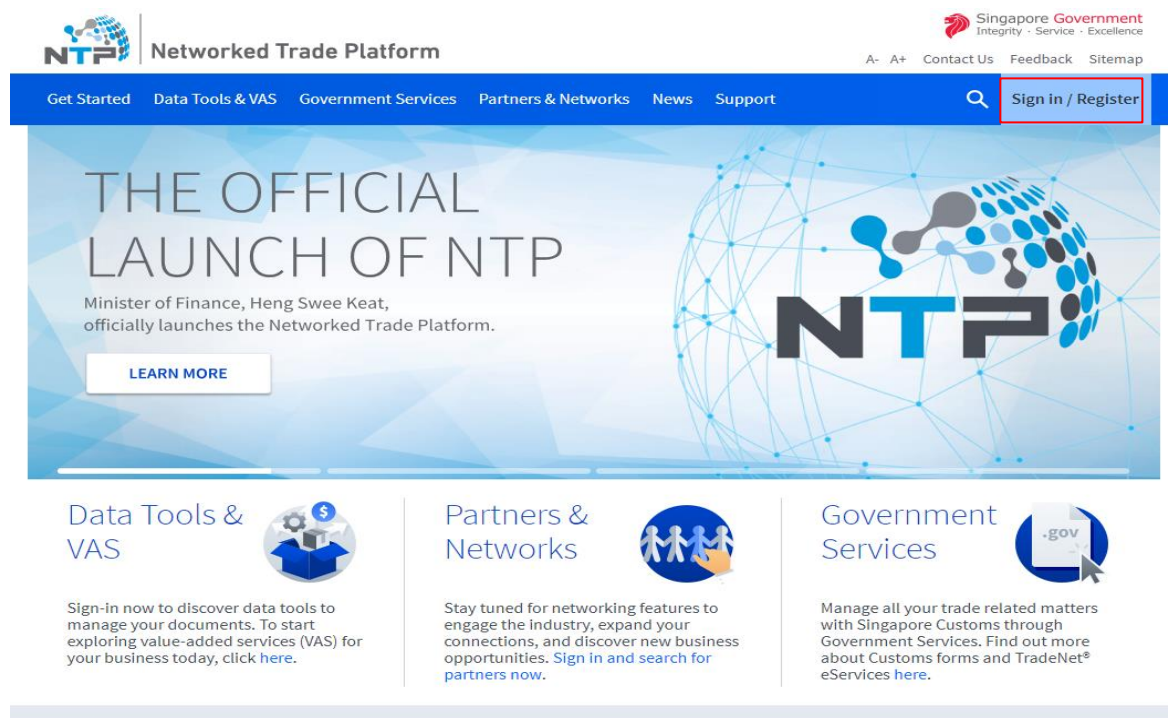 NTP
Networked Trade Platform
Singapore Government
Integrity · Service · Excellence
A- A+ Contact Us Feedback Sitemap
Get Started Data Tools & VAS Government Services Partners & Networks News Support Sign in / Register
THE OFFICIAL
LAUNCH OF NTP
Minister of Finance, Heng Swee Keat,
officially launches the Networked Trade Platform.
LEARN MORE
NTP
Data Tools &
VAS
$
Sign-in now to discover data tools to
manage your documents. To start
exploring value-added services (VAS) for
your business today, click here.
Partners &
Networks
Stay tuned for networking features to
engage the industry, expand your
connections, and discover new business
opportunities. Sign in and search for
partners now.
Government
Services
.gov
Manage all your trade related matters
with Singapore Customs through
Government Services. Find out more
about Customs forms and TradeNet®
eServices here.